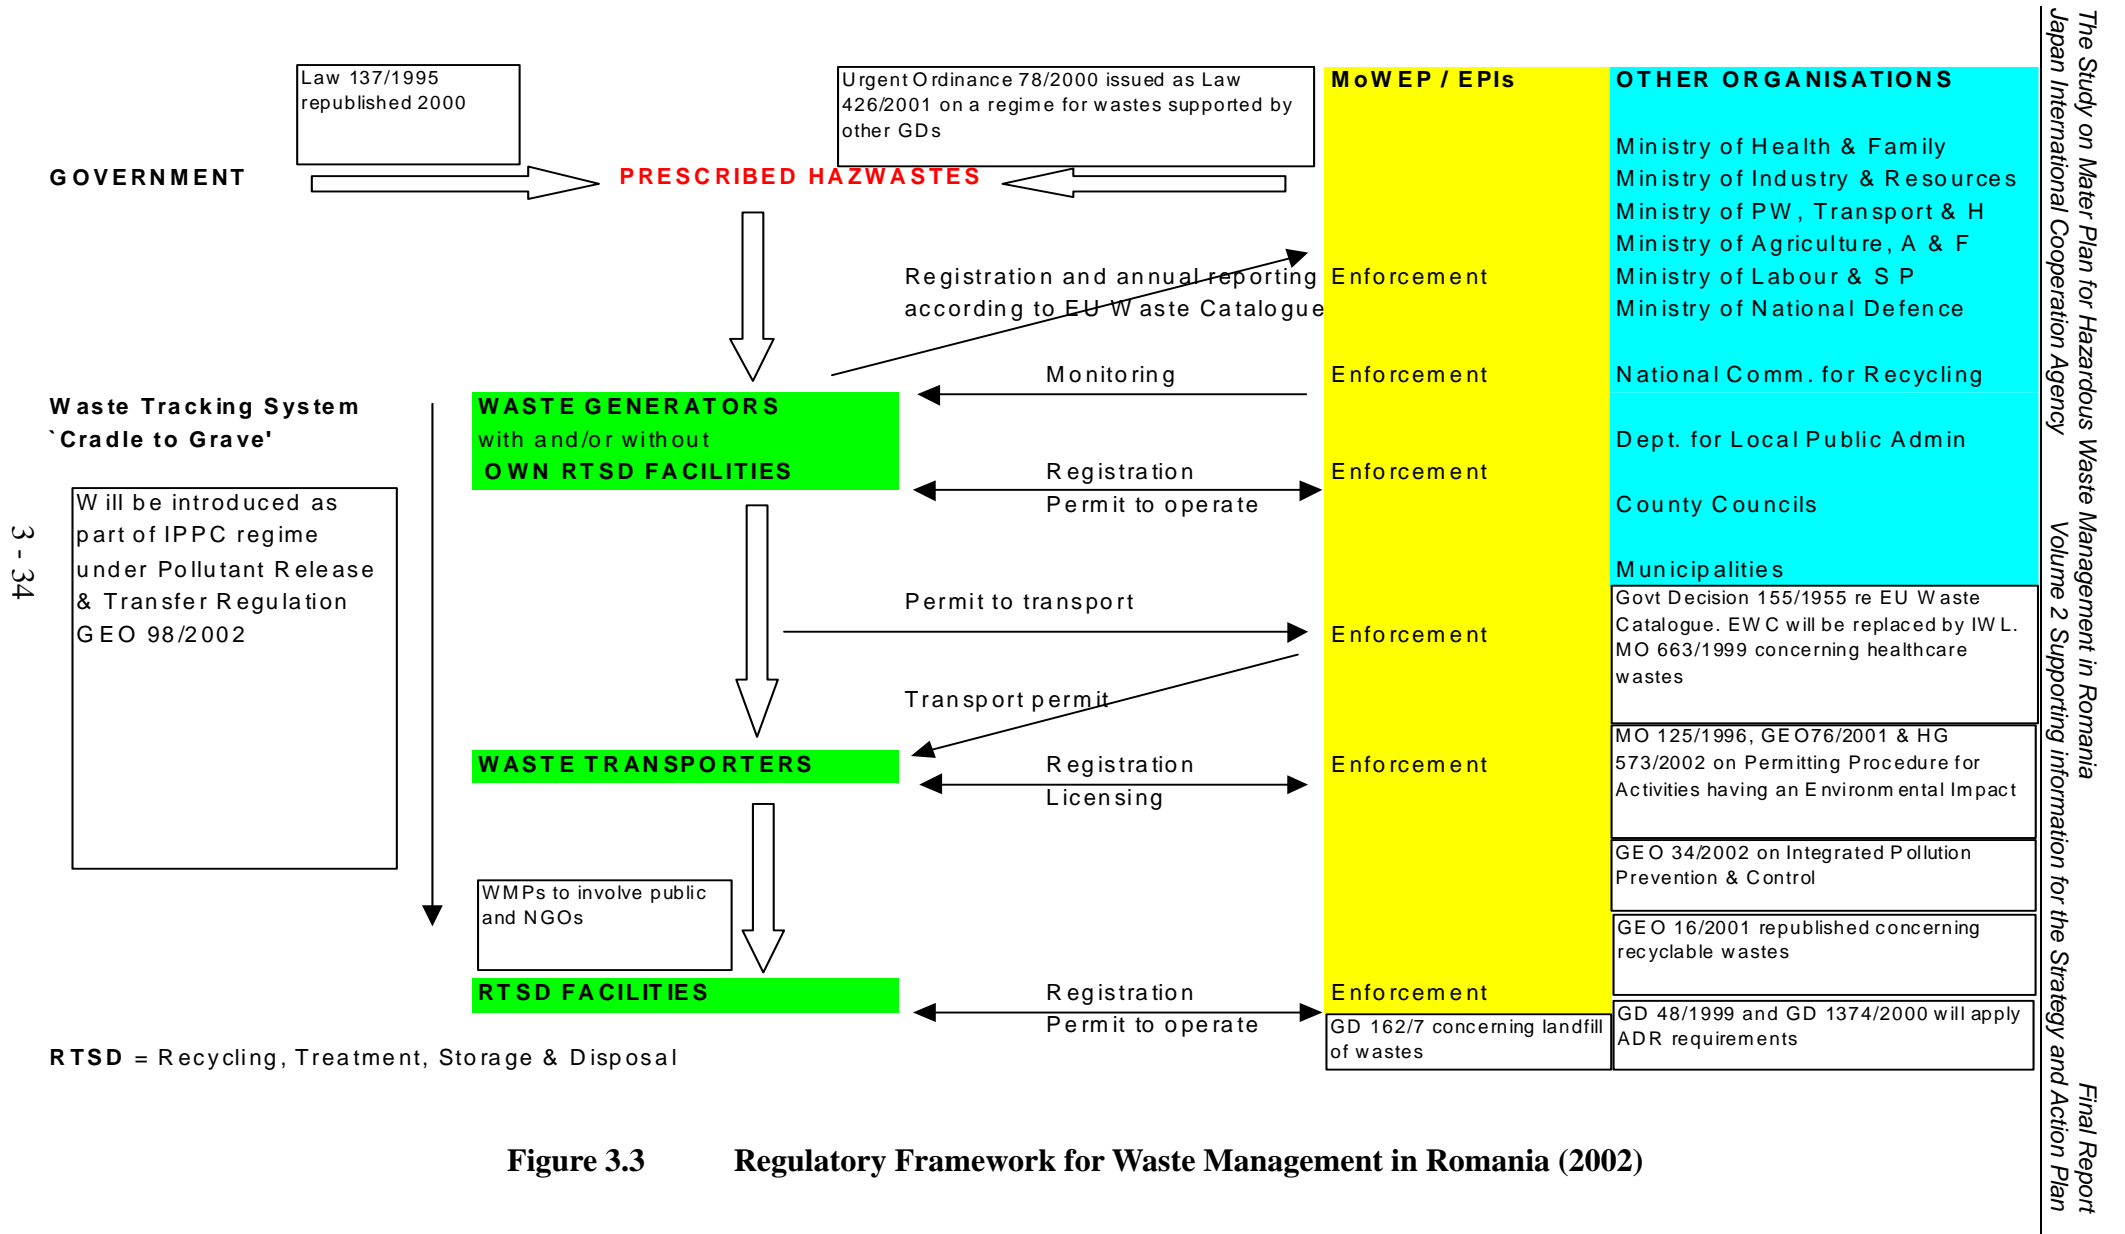 The Study on Mater Plan for Hazardous Waste Management in Romania
Final Report
Japan International Cooperation Agency
Volume 2 Supporting information for the Strategy and Action Plan
Law 137/1995
republished 2000
Urgent Ordinance 78/2000 issued as Law
426/2001 on a regime for wastes supported by
other GDs
MoWEP / EPIs
OTHER ORGANISATIONS
GOVERNMENT
PRESCRIBED HAZWASTES
Ministry of Health & Family
Ministry of Industry & Resources
Ministry of PW, Transport & H
Ministry of Agriculture, A & F
Ministry of Labour & S P
Ministry of National Defence
Registration and annual reporting
according to EU Waste Catalogue
Enforcement
Monitoring
Enforcement
National Comm. for Recycling
Waste Tracking System
`Cradle to Grave'
WASTE GENERATORS
with and/or without
OWN RTSD FACILITIES
Dept. for Local Public Admin
Registration
Permit to operate
Enforcement
County Councils
Municipalities
Will be introduced as
part of IPPC regime
under Pollutant Release
& Transfer Regulation
GEO 98/2002
Permit to transport
Enforcement
Govt Decision 155/1955 re EU Waste
Catalogue. EWC will be replaced by IWL.
MO 663/1999 concerning healthcare
wastes
Transport permit
WASTE TRANSPORTERS
Registration
Licensing
Enforcement
MO 125/1996, GEO76/2001 & HG
573/2002 on Permitting Procedure for
Activities having an Environmental Impact
GEO 34/2002 on Integrated Pollution
Prevention & Control
WMPs to involve public
and NGOs
GEO 16/2001 republished concerning
recyclable wastes
RTSD FACILITIES
Registration
Permit to operate
Enforcement
GD 162/7 concerning landfill
of wastes
GD 48/1999 and GD 1374/2000 will apply
ADR requirements
RTSD = Recycling, Treatment, Storage & Disposal
Figure 3.3 Regulatory Framework for Waste Management in Romania (2002)
3 - 34